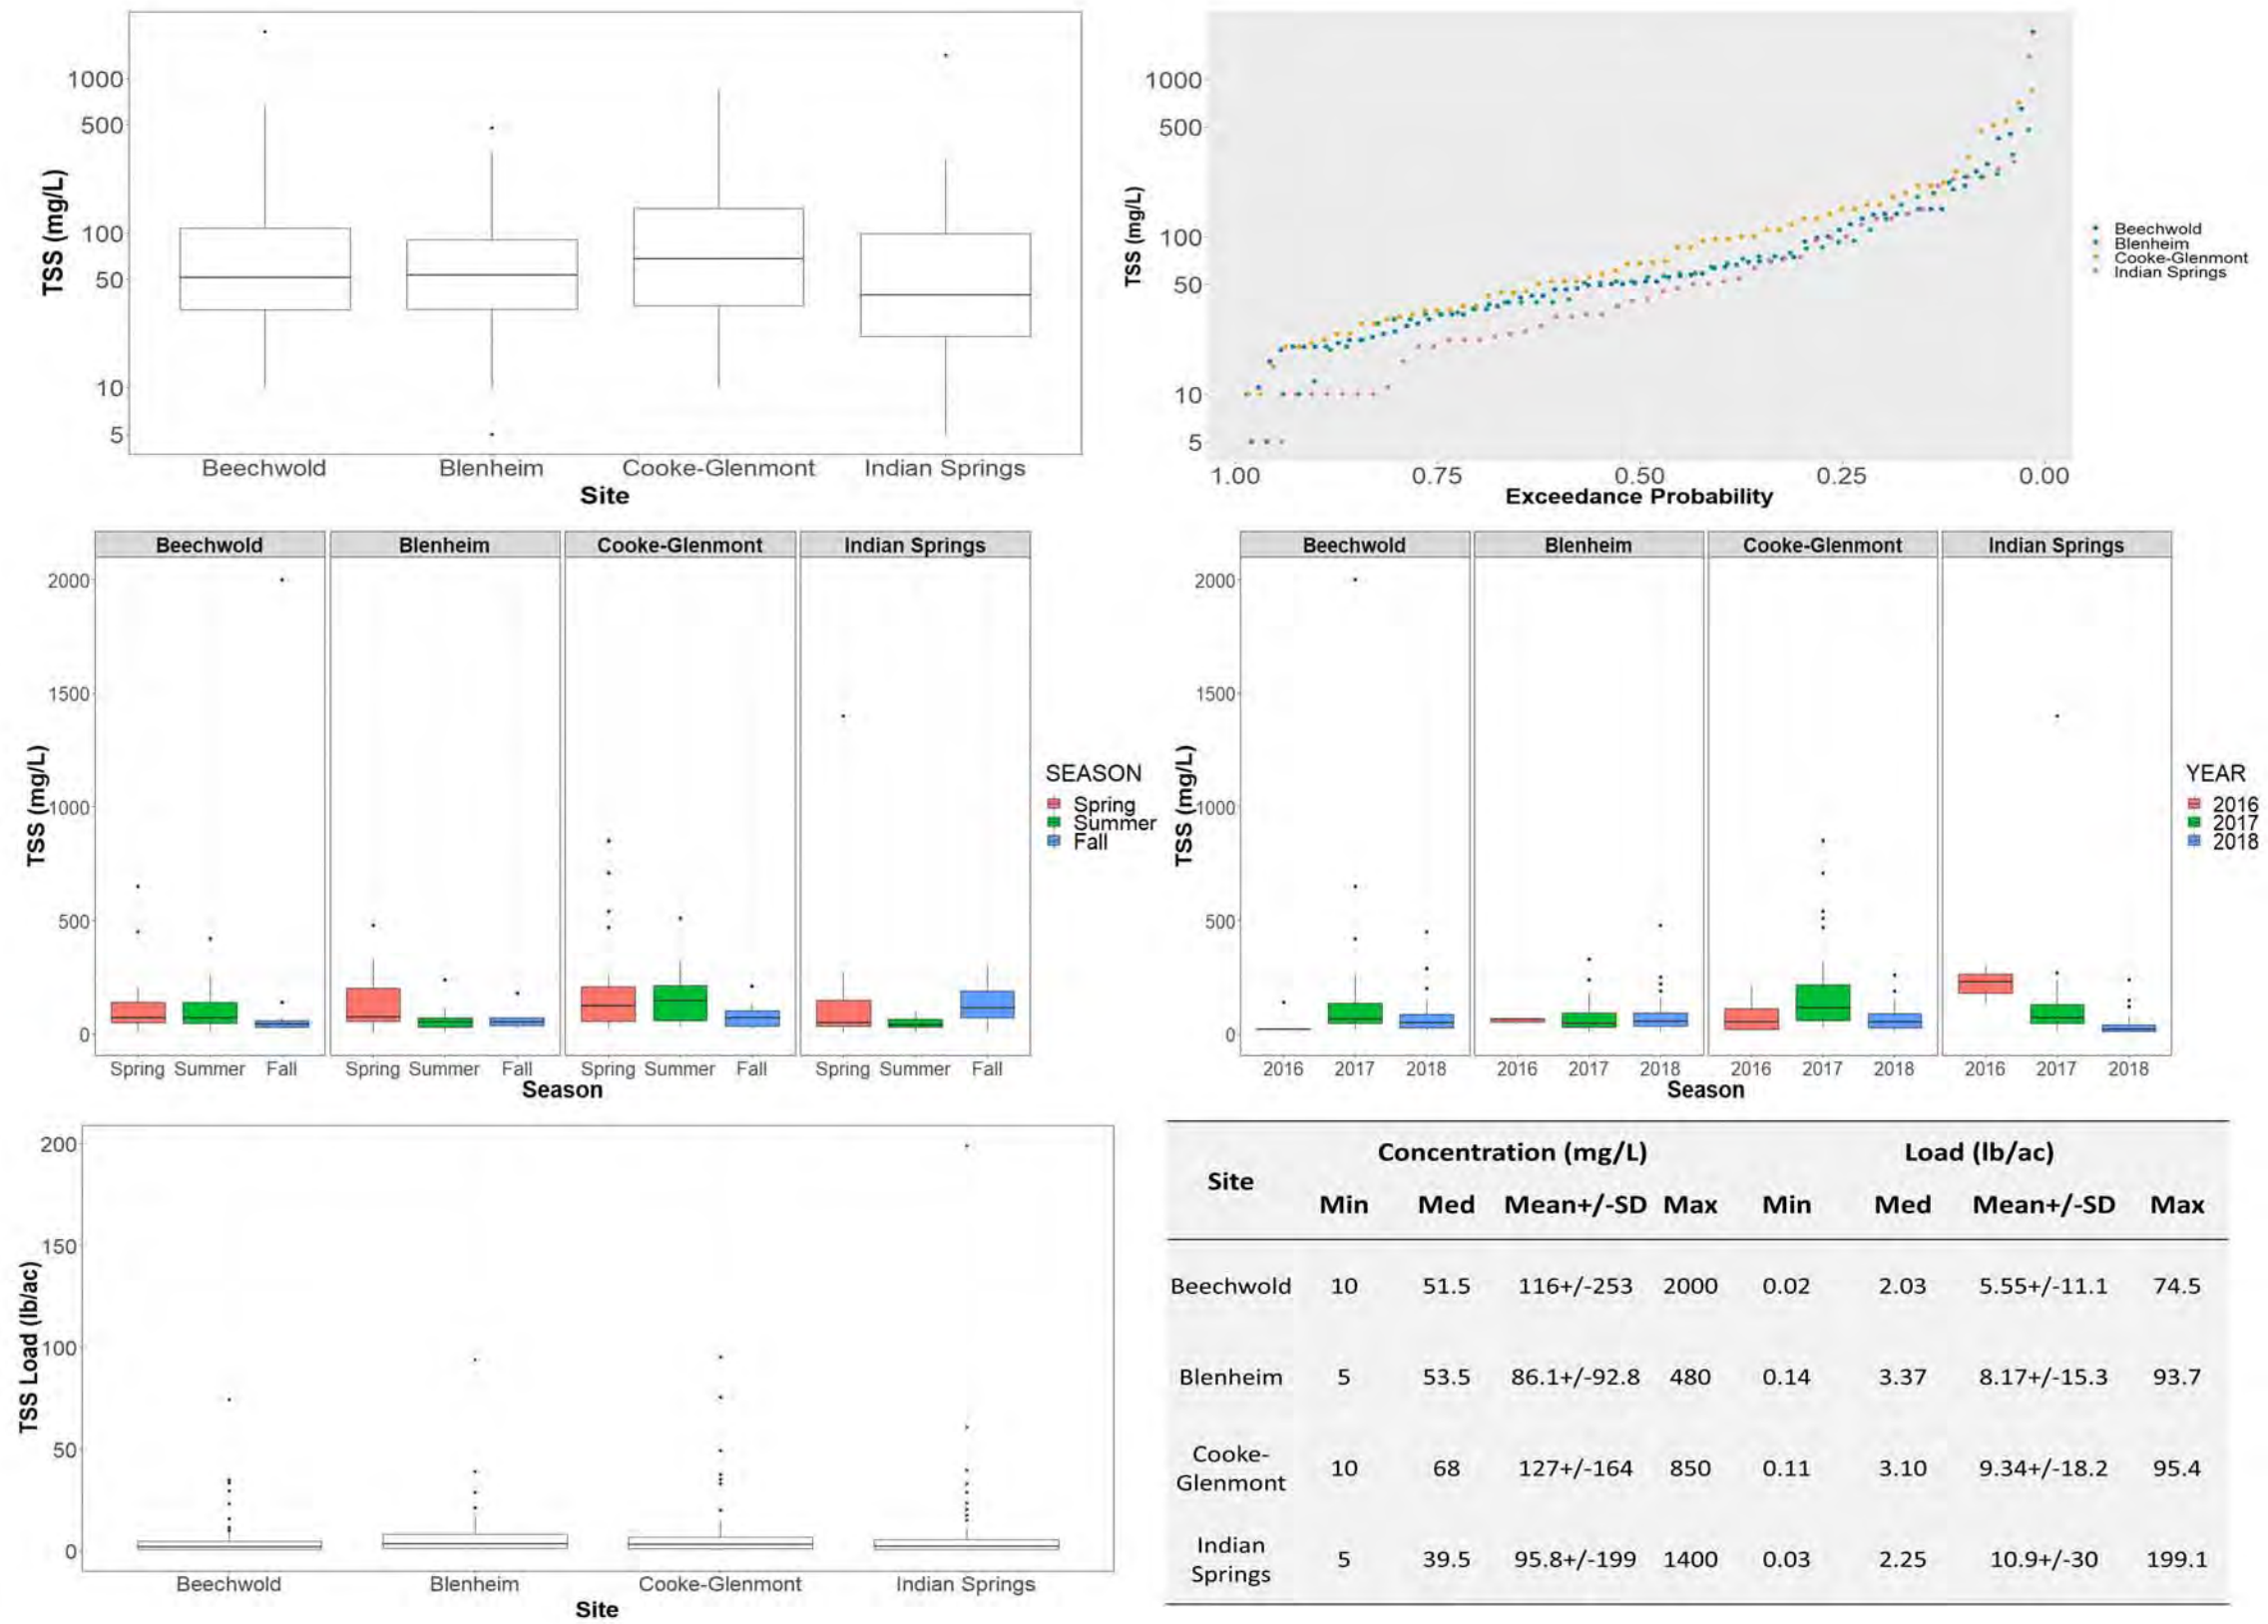 1000
500
100
50
10
5
TSS (mg/L)
Beechwold Blenheim Cooke-Glenmont Indian Springs
Site
1000
500
100
50
10
5
TSS (mg/L)
1.00 0.75 0.50 0.25 0.00
Exceedance Probability
Beechwold
Blenheim
Cooke-Glenmont
Indian Springs
Beechwold Blenheim Cooke-Glenmont Indian Springs
2000
1500
1000
500
0
TSS (mg/L)
Spring Summer Fall Spring Summer Fall Spring Summer Fall Spring Summer Fall
Season
SEASON
Spring
Summer
Fall
Beechwold Blenheim Cooke-Glenmont Indian Springs
2000
1500
1000
500
0
TSS (mg/L)
2016 2017 2018 2016 2017 2018 2016 2017 2018 2016 2017 2018
Season
YEAR
2016
2017
2018
200
150
100
50
0
TSS Load (lb/ac)
Beechwold Blenheim Cooke-Glenmont Indian Springs
Site
Concentration (mg/L) Load (lb/ac)
Site
Min Med Mean+/-SD Max Min Med Mean+/-SD Max
Beechwold 10 51.5 116+/-253 2000 0.02 2.03 5.55+/-11.1 74.5
Blenheim 5 53.5 86.1+/-92.8 480 0.14 3.37 8.17+/-15.3 93.7
Cooke-
Glenmont 10 68 127+/-164 850 0.11 3.10 9.34+/-18.2 95.4
Indian
Springs 5 39.5 95.8+/-199 1400 0.03 2.25 10.9+/-30 199.1